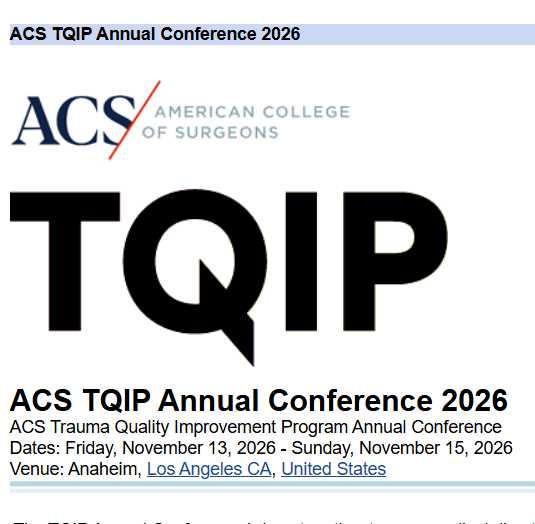 ACS TQIP Annual Conference 2026
ACS AMERICAN COLLEGE
OF SURGEONS
TQIP
ACS TQIP Annual Conference 2026
ACS Trauma Quality Improvement Program Annual Conference
Dates: Friday, November 13, 2026 - Sunday, November 15, 2026
Venue: Anaheim, Los Angeles CA, United States